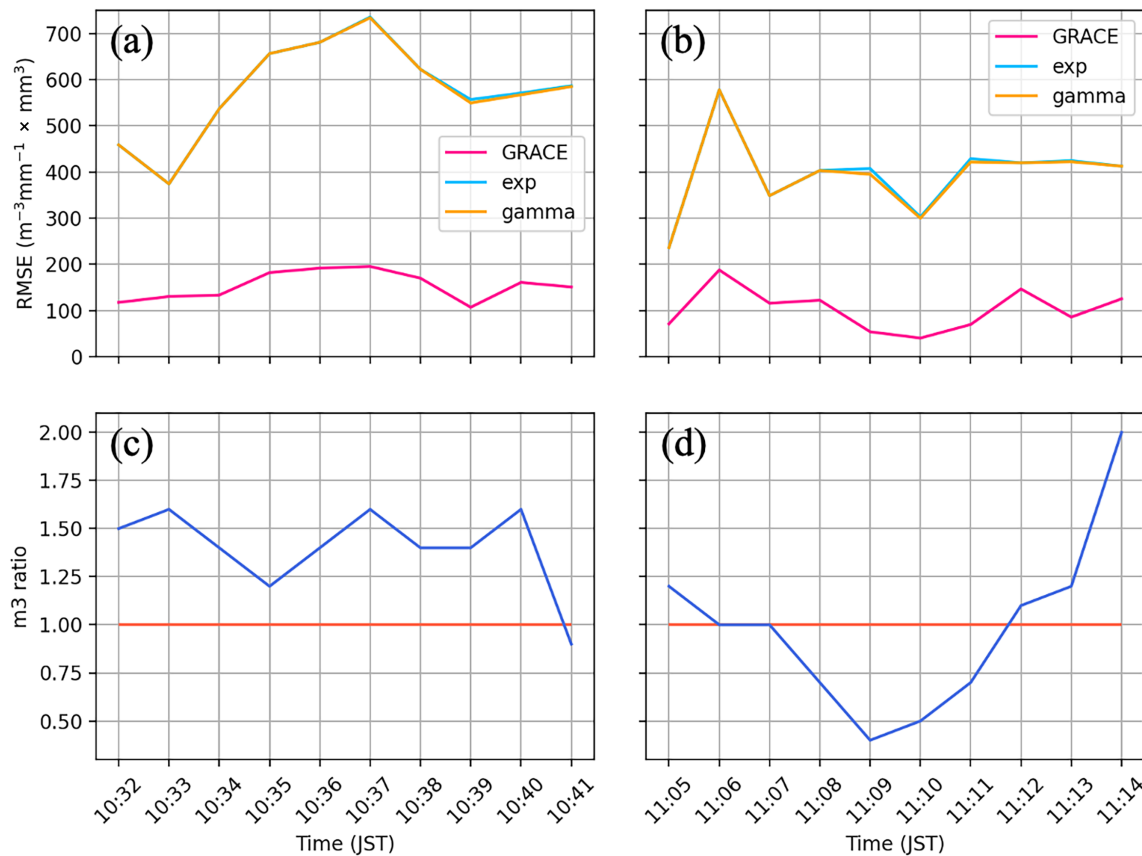 (a)
700
600
500
400
300
200
100
0
RMSE (m⁻³mm⁻¹ × mm³)
GRACE
exp
gamma
(b)
GRACE
exp
gamma
(c)
2.00
1.75
1.50
1.25
1.00
0.75
0.50
m3 ratio
10:32
10:33
10:34
10:35
10:36
10:37
10:38
10:39
10:40
10:41
Time (JST)
(d)
11:05
11:06
11:07
11:08
11:09
11:10
11:11
11:12
11:13
11:14
Time (JST)